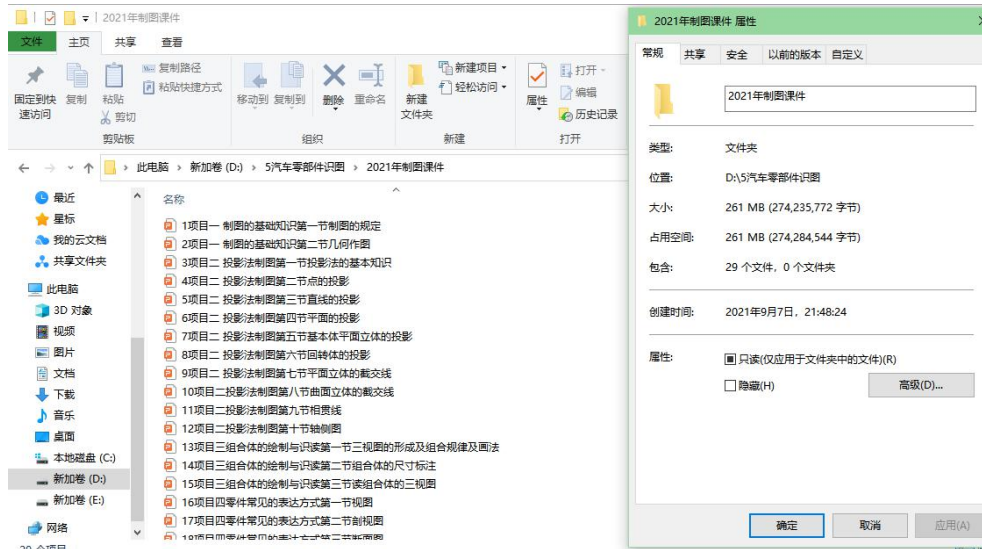 2021年制图课件
文件 主页 共享 查看
固定到快速访问
复制
粘贴
复制路径
粘贴快捷方式
剪切
剪贴板
移动到
复制到
删除
重命名
组织
新建文件夹
新建项目
轻松访问
新建
属性
打开
编辑
历史记录
打开
此电脑 › 新加卷 (D:) › 5汽车零部件识图 › 2021年制图课件
最近
星标
我的云文档
共享文件夹
此电脑
3D 对象
视频
图片
文档
下载
音乐
桌面
本地磁盘 (C:)
新加卷 (D:)
新加卷 (E:)
网络
名称
1项目一 制图的基础知识第一节制图的规定
2项目一 制图的基础知识第二节几何作图
3项目二 投影法制图第一节投影法的基本知识
4项目二 投影法制图第二节点的投影
5项目二 投影法制图第三节直线的投影
6项目二 投影法制图第四节平面的投影
7项目二 投影法制图第五节基本体平面立体的投影
8项目二 投影法制图第六节回转体的投影
9项目二 投影法制图第七节平面立体的截交线
10项目二投影法制图第八节曲面立体的截交线
11项目二投影法制图第九节相贯线
12项目二投影法制图第十节轴侧图
13项目三组合体的绘制与识读第一节三视图的形成及组合规律及画法
14项目三组合体的绘制与识读第二节组合体的尺寸标注
15项目三组合体的绘制与识读第三节读组合体的三视图
16项目四零件常见的表达方式第一节视图
17项目四零件常见的表达方式第二节剖视图
18项目四零件常见的表达方式第三节断面图
2021年制图课件 属性
常规 共享 安全 以前的版本 自定义
2021年制图课件
类型: 文件夹
位置: D:\5汽车零部件识图
大小: 261 MB (274,235,772 字节)
占用空间: 261 MB (274,284,544 字节)
包含: 29 个文件，0 个文件夹
创建时间: 2021年9月7日，21:48:24
属性: 只读(仅应用于文件夹中的文件)(R)
隐藏(H) 高级(D)...
确定 取消 应用(A)